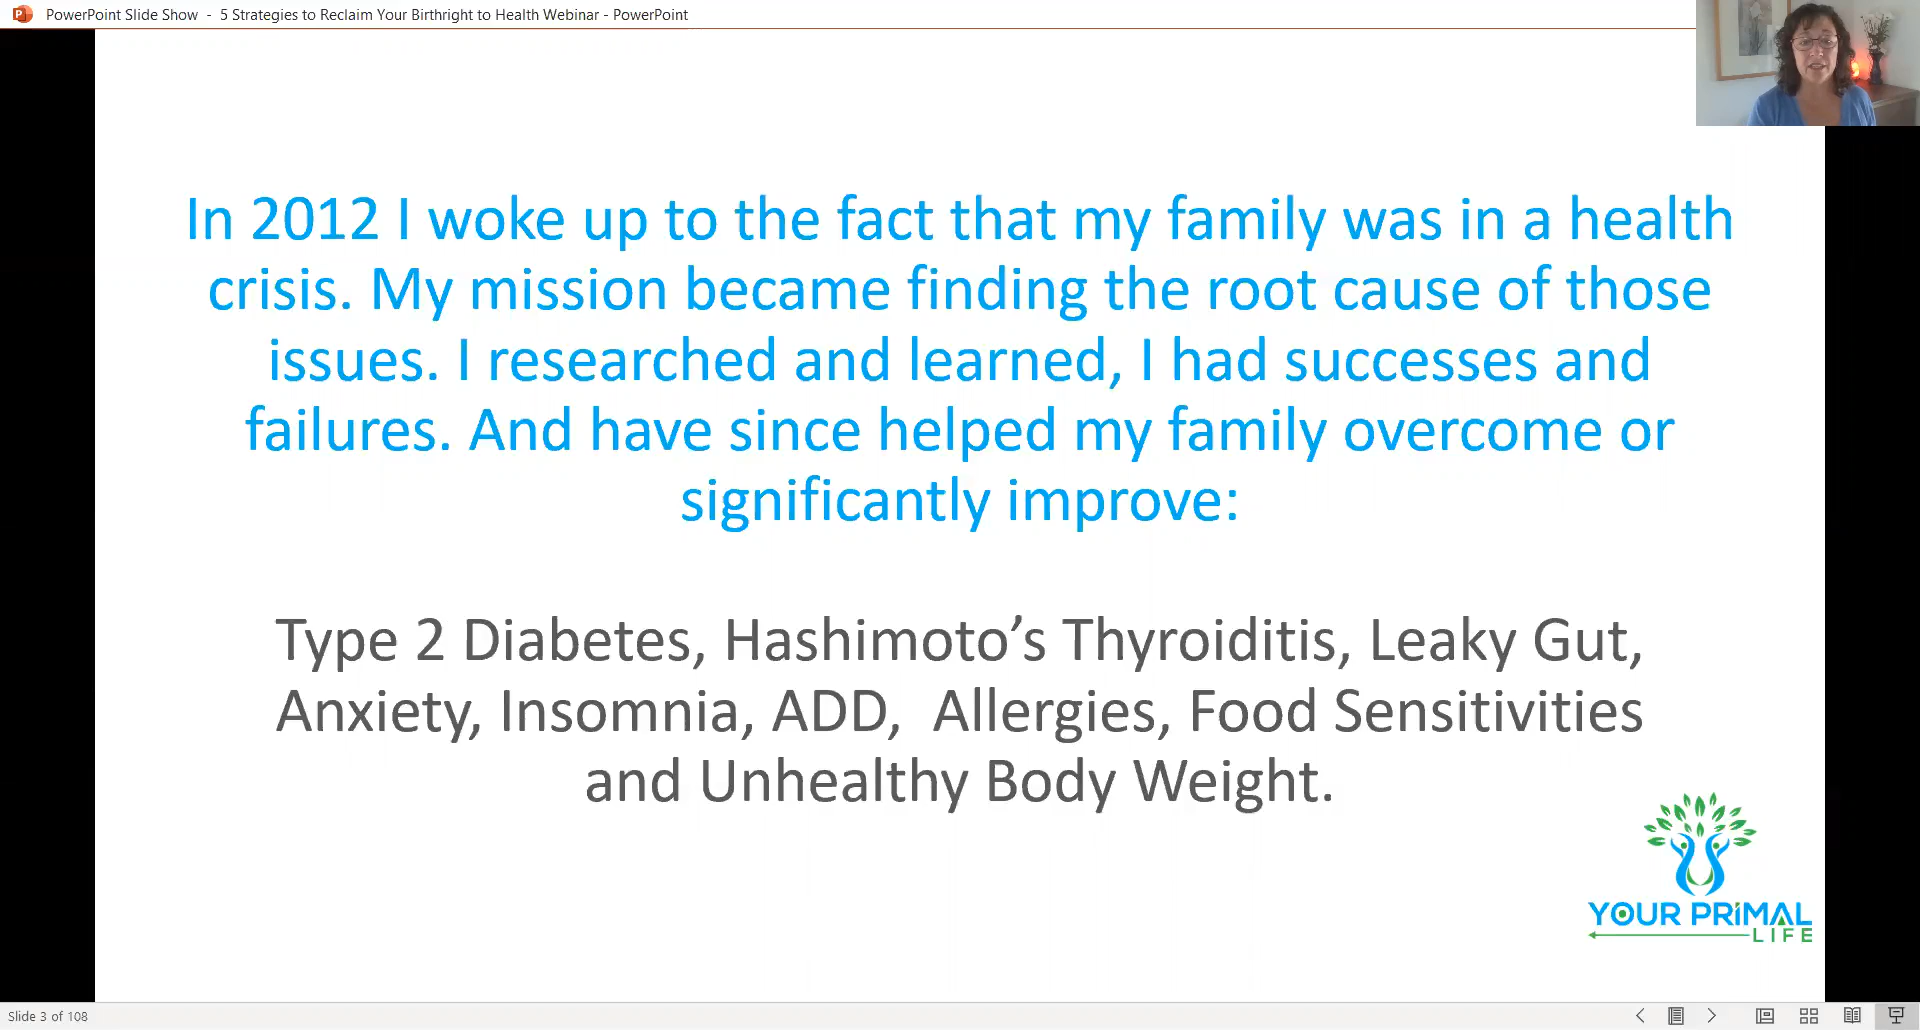 PowerPoint Slide Show - 5 Strategies to Reclaim Your Birthright to Health Webinar - PowerPoint
In 2012 I woke up to the fact that my family was in a health
crisis. My mission became finding the root cause of those
issues. I researched and learned, I had successes and
failures. And have since helped my family overcome or
significantly improve:
Type 2 Diabetes, Hashimoto’s Thyroiditis, Leaky Gut,
Anxiety, Insomnia, ADD,  Allergies, Food Sensitivities
and Unhealthy Body Weight.
YOUR PRIMAL
LIFE
Slide 3 of 108